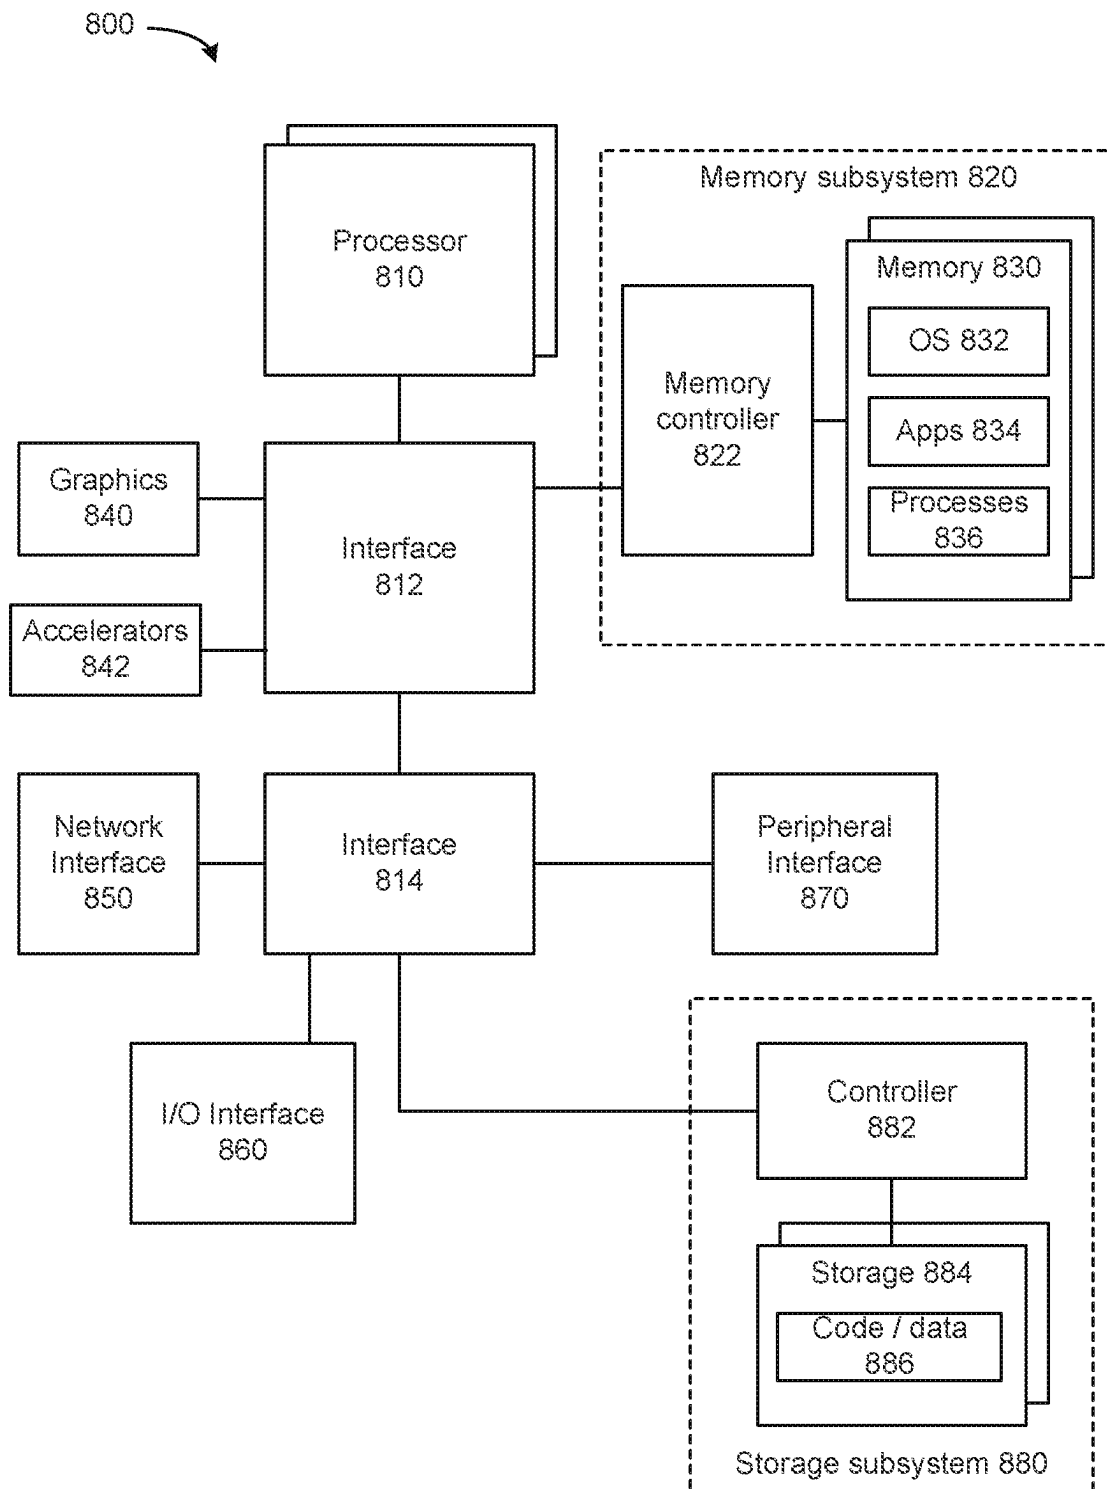 800
Processor
810
Memory subsystem 820
Memory
controller
822
Memory 830
OS 832
Apps 834
Processes
836
Graphics
840
Interface
812
Accelerators
842
Network
Interface
850
Interface
814
Peripheral
Interface
870
I/O Interface
860
Controller
882
Storage 884
Code / data
886
Storage subsystem 880